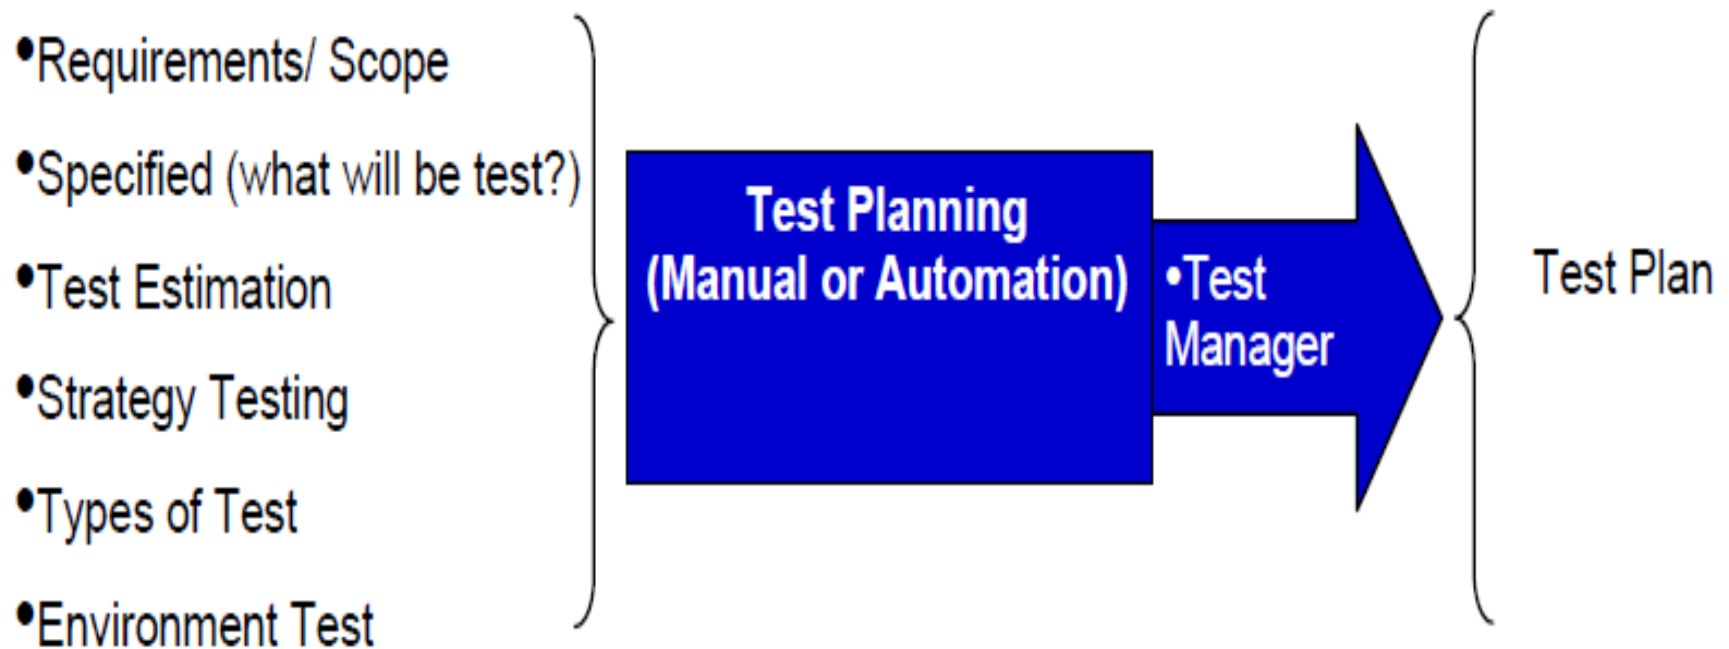 •Requirements/ Scope
•Specified (what will be test?)
•Test Estimation
•Strategy Testing
•Types of Test
•Environment Test
Test Planning
(Manual or Automation)
•Test
Manager
Test Plan